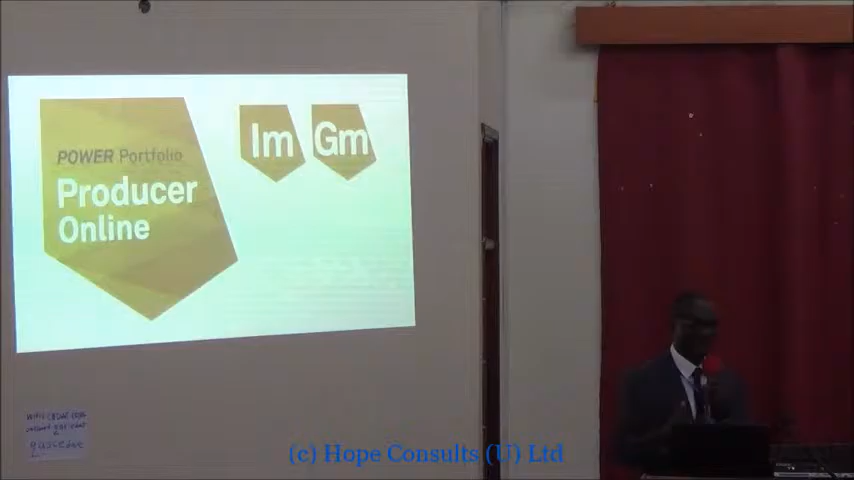 POWER Portfolio
Producer
Online
Im
Gm
(c) Hope Consults (U) Ltd